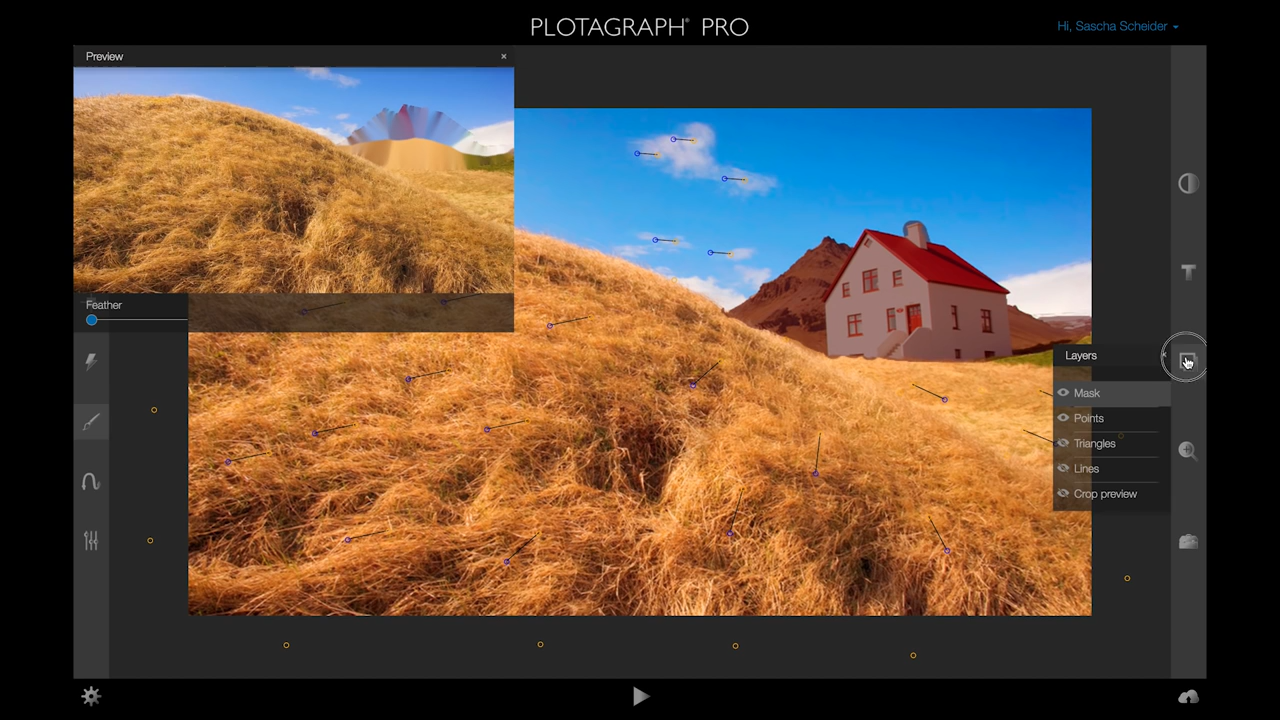 PLOTAGRAPH® PRO
Hi, Sascha Scheider
Preview
×
Feather
T
Layers
Mask
Points
Triangles
Lines
Crop preview